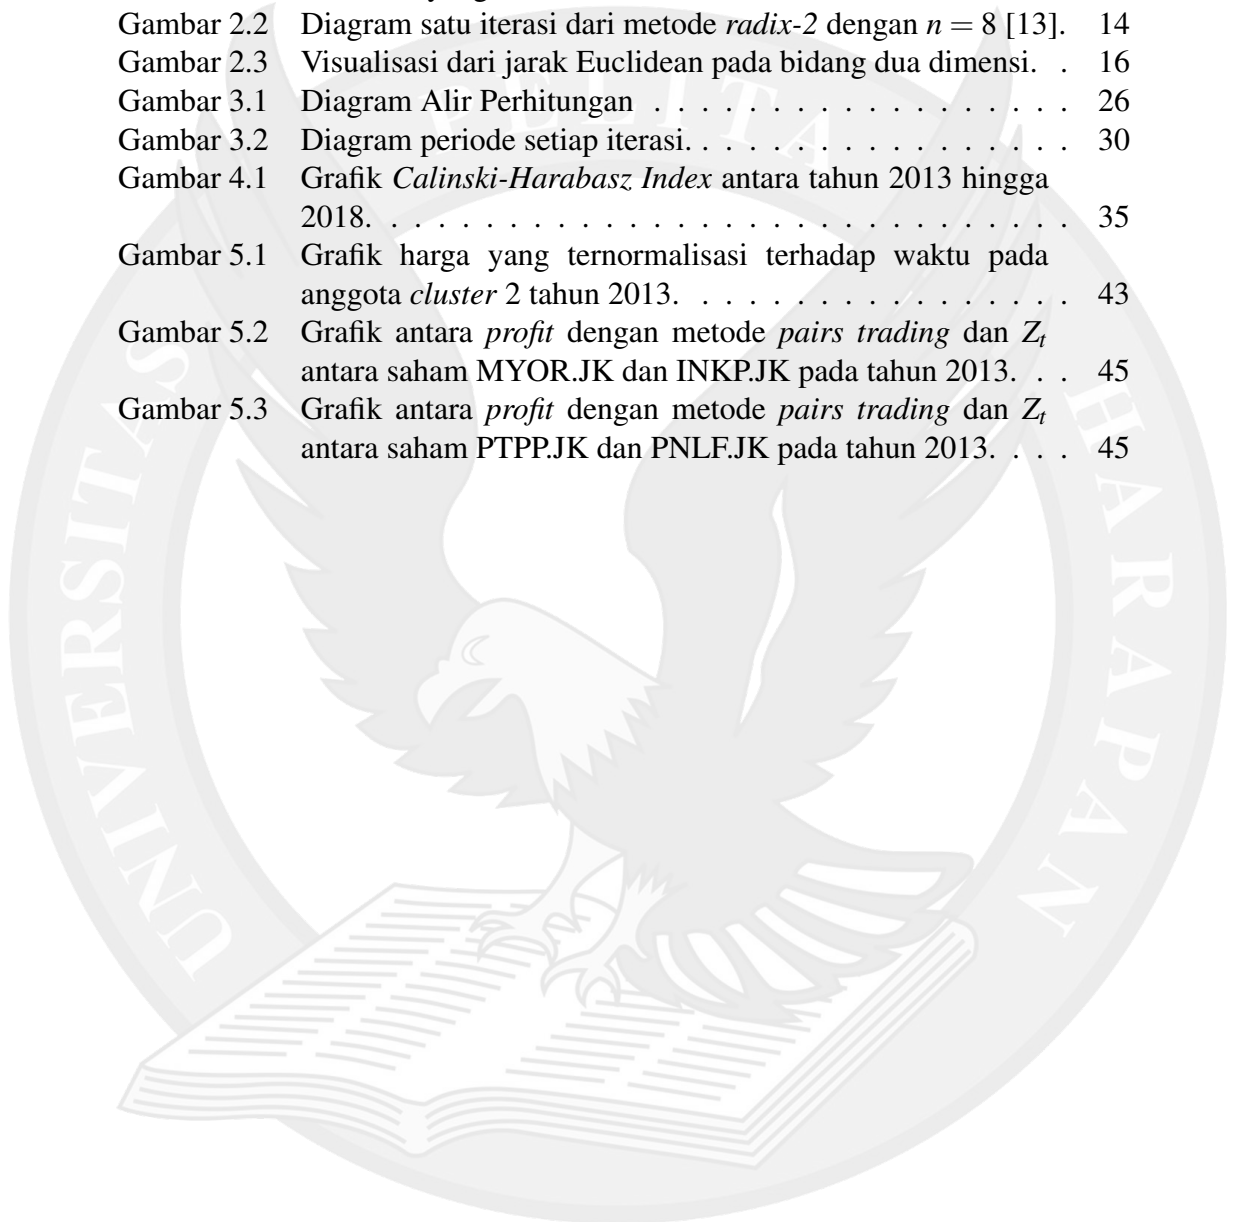 Gambar 2.2 Diagram satu iterasi dari metode radix-2 dengan n = 8 [13]. 14
Gambar 2.3 Visualisasi dari jarak Euclidean pada bidang dua dimensi. . 16
Gambar 3.1 Diagram Alir Perhitungan . . . . . . . . . . . . . . . . . . 26
Gambar 3.2 Diagram periode setiap iterasi. . . . . . . . . . . . . . . . . 30
Gambar 4.1 Grafik Calinski-Harabasz Index antara tahun 2013 hingga
2018. . . . . . . . . . . . . . . . . . . . . . . . . . . . . . . 35
Gambar 5.1 Grafik harga yang ternormalisasi terhadap waktu pada
anggota cluster 2 tahun 2013. . . . . . . . . . . . . . . . . . 43
Gambar 5.2 Grafik antara profit dengan metode pairs trading dan Zt
antara saham MYOR.JK dan INKP.JK pada tahun 2013. . . 45
Gambar 5.3 Grafik antara profit dengan metode pairs trading dan Zt
antara saham PTPP.JK dan PNLF.JK pada tahun 2013. . . . 45
UNIVERSITAS PELITA HARAPAN